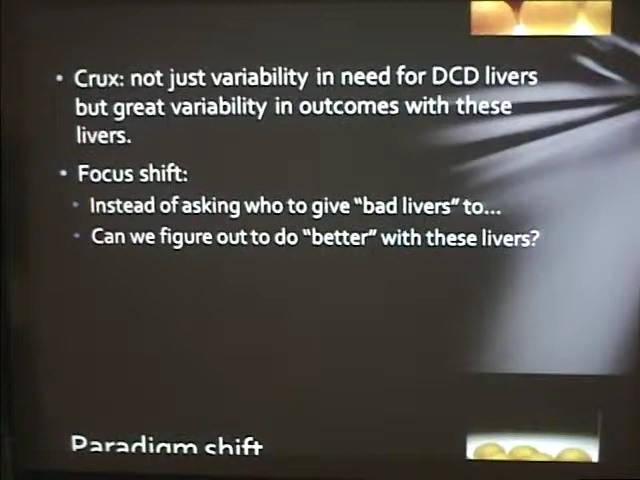 • Crux: not just variability in need for DCD livers
but great variability in outcomes with these
livers.
• Focus shift:
• Instead of asking who to give “bad livers” to...
• Can we figure out to do “better” with these livers?
Paradigm shift